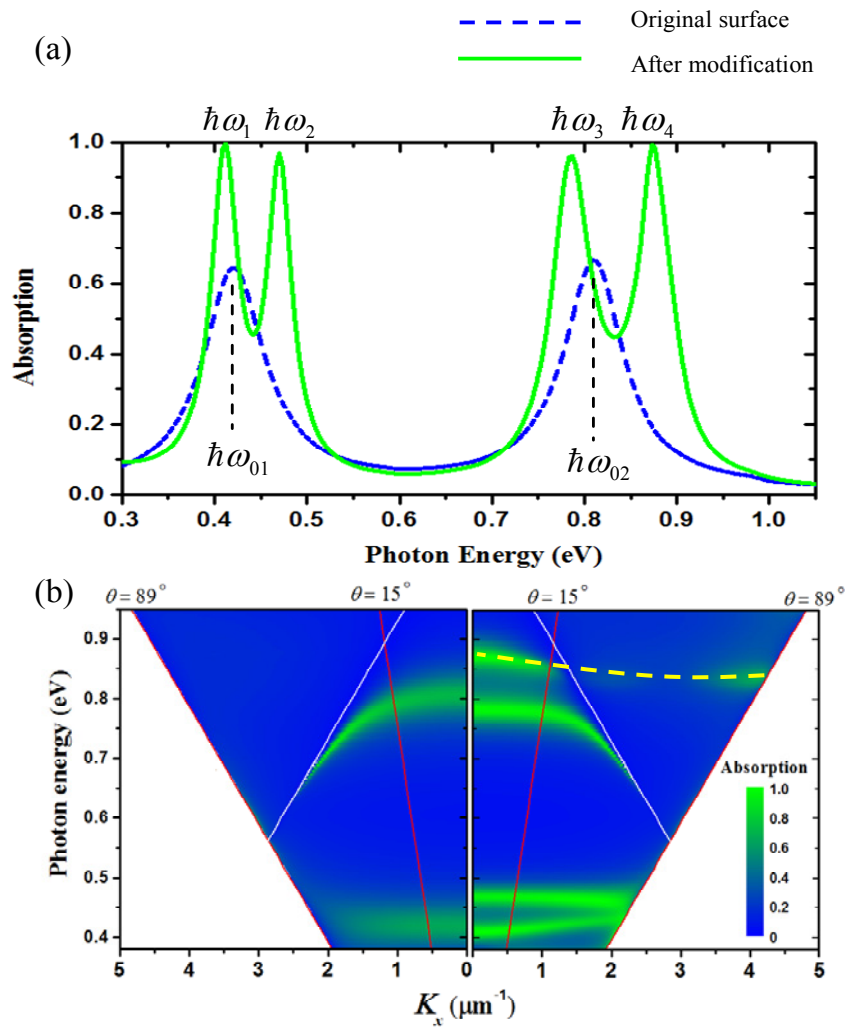 (a)
Original surface
After modification
ħω₁ ħω₂ ħω₃ ħω₄
1.0
0.8
0.6
0.4
0.2
0.0
Absorption
ħω₀₁
ħω₀₂
0.3 0.4 0.5 0.6 0.7 0.8 0.9 1.0
Photon Energy (eV)
(b)
θ = 89° θ = 15° θ = 15° θ = 89°
0.9
0.8
0.7
0.6
0.5
0.4
Photon energy (eV)
Absorption
1.0
0.8
0.6
0.4
0.2
0
5 4 3 2 1 0 1 2 3 4 5
Kₓ (μm⁻¹)